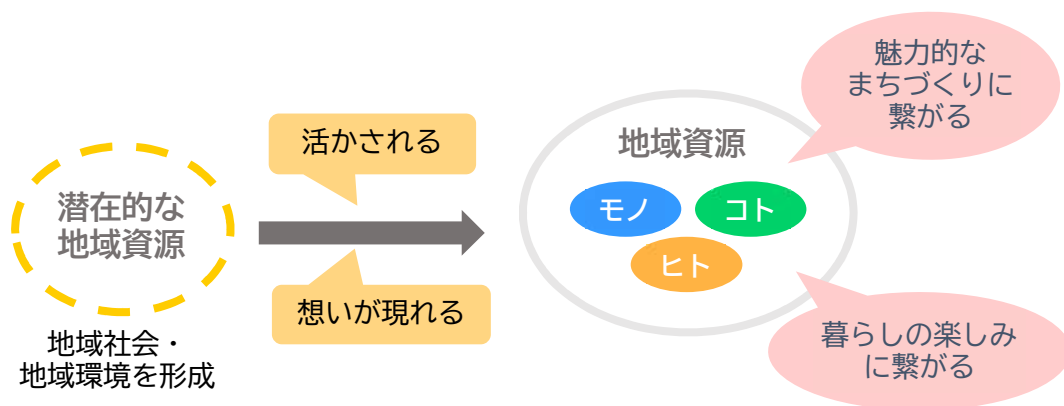 潜在的な
地域資源
地域社会・
地域環境を形成
活かされる
想いが現れる
地域資源
モノ
コト
ヒト
魅力的な
まちづくりに
繋がる
暮らしの楽しみ
に繋がる